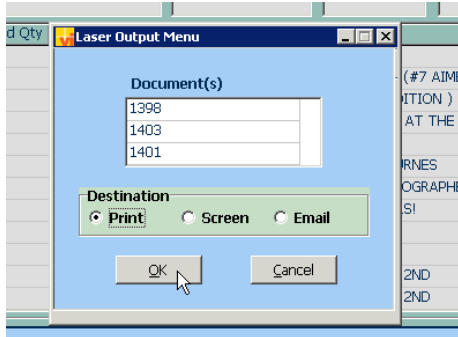 d Qty
Laser Output Menu
Document(s)
1398
1403
1401
Destination
Print Screen Email
OK Cancel
(#7 AIM
ITION )
AT THE
RNES
OGRAPHE
S!
2ND
2ND